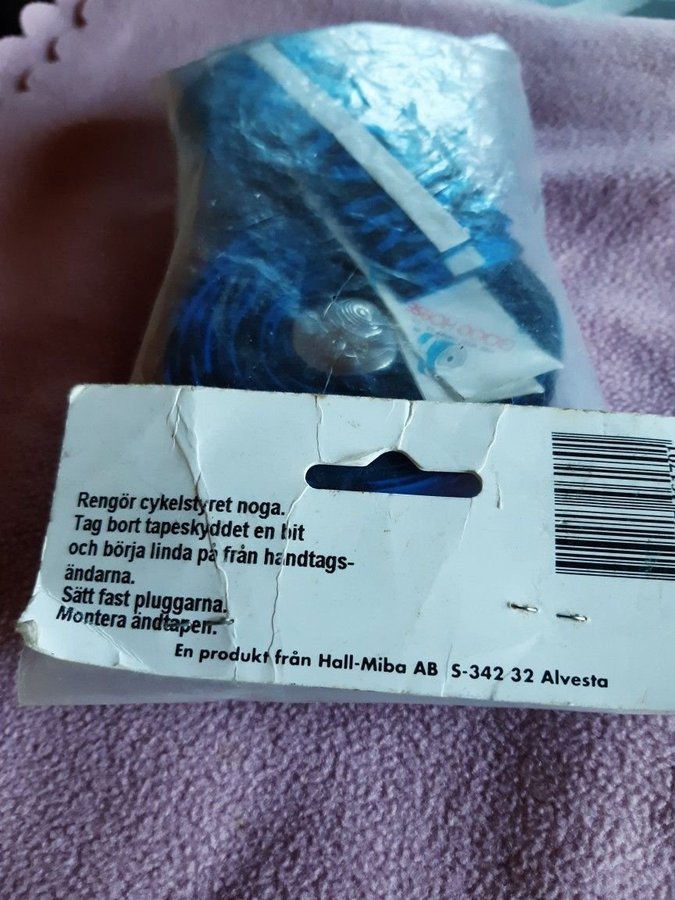 GOOD
Rengör cykelstyret noga.
Tag bort tapeskyddet en bit
och börja linda på från handtags-
ändarna.
Sätt fast pluggarna.
Montera ändtapen.
En produkt från Hall-Miba AB S-342 32 Alvesta